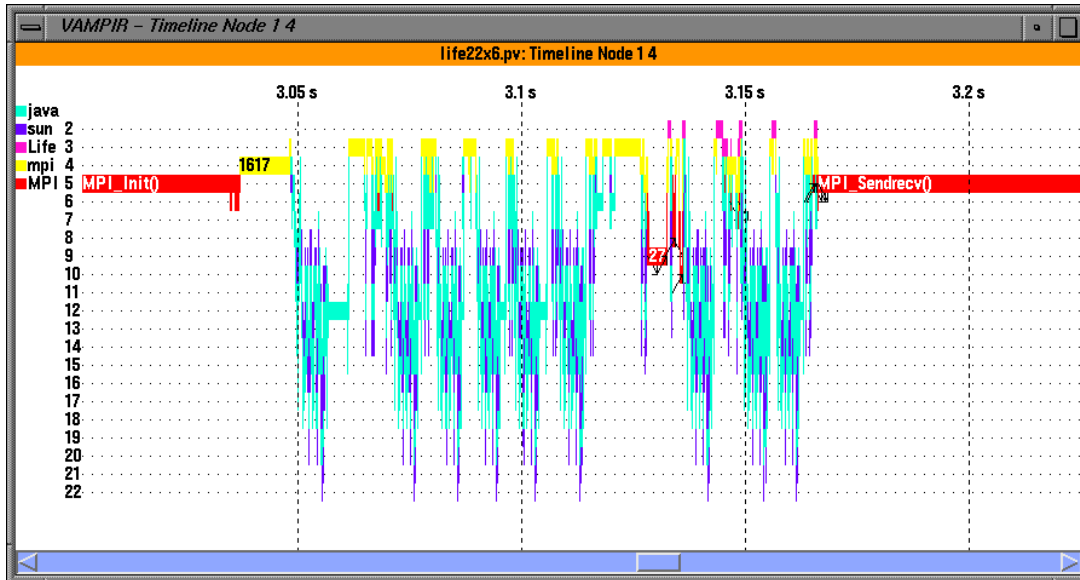 VAMPIR – Timeline Node 1 4
life22x6.pv: Timeline Node 1 4
3.05 s 3.1 s 3.15 s 3.2 s
java
sun 2
Life 3
mpi 4 1617
MPI 5 MPI_Init() MPI_Sendrecv()
6
7
8
9 27
10
11
12
13
14
15
16
17
18
19
20
21
22